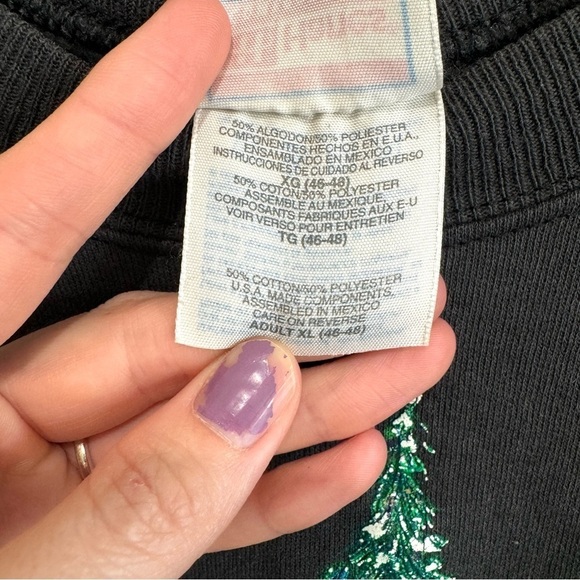 50% ALGODON/50% POLIESTER
COMPONENTES HECHOS EN E.U.A.,
ENSAMBLADO EN MEXICO
INSTRUCCIONES DE CUIDADO AL REVERSO
XG (46-48)
50% COTON/50% POLYESTER
ASSEMBLE AU MEXIQUE
COMPOSANTS FABRIQUES AUX E-U
VOIR VERSO POUR ENTRETIEN
TG (46-48)
50% COTTON/50% POLYESTER
U.S.A. MADE COMPONENTS,
ASSEMBLED IN MEXICO
CARE ON REVERSE
ADULT XL (46-48)